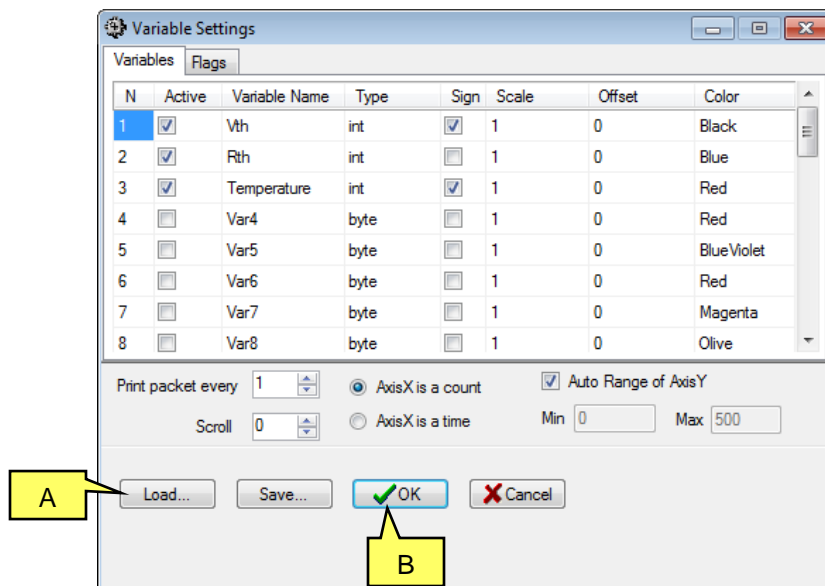 Variable Settings
Variables Flags
N Active Variable Name Type Sign Scale Offset Color
1 Vth int 1 0 Black
2 Rth int 1 0 Blue
3 Temperature int 1 0 Red
4 Var4 byte 1 0 Red
5 Var5 byte 1 0 BlueViolet
6 Var6 byte 1 0 Red
7 Var7 byte 1 0 Magenta
8 Var8 byte 1 0 Olive
Print packet every 1 AxisX is a count Auto Range of AxisY
Scroll 0 AxisX is a time Min 0 Max 500
A Load... Save... OK Cancel
B